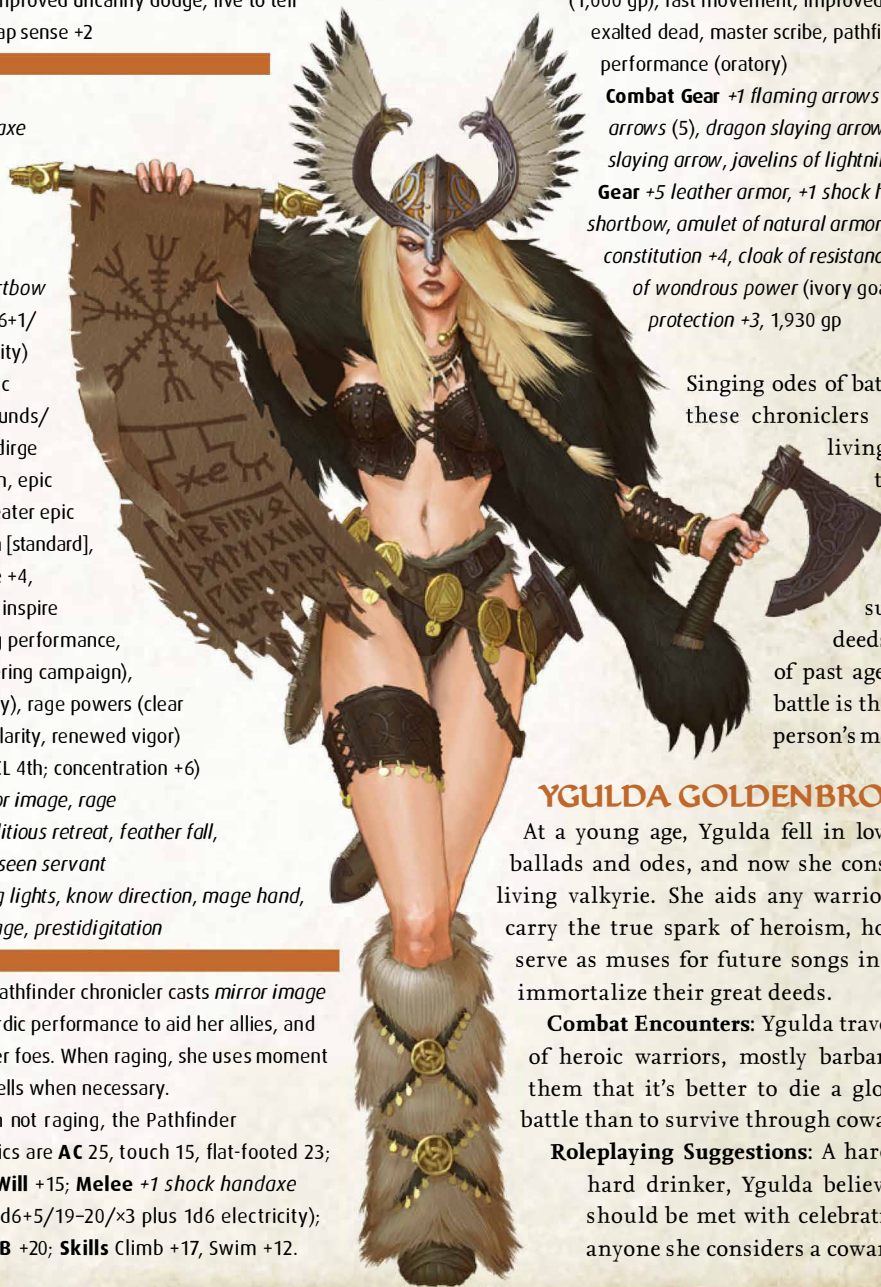 mproved uncanny dodge, live to tell
ap sense +2
axe
rtbow
6+1/
ity)
c
unds/
dirge
n, epic
eater epic
n [standard],
e +4,
inspire
g performance,
ering campaign),
y), rage powers (clear
larity, renewed vigor)
CL 4th; concentration +6)
or image, rage
ditious retreat, feather fall,
seen servant
g lights, know direction, mage hand,
age, prestidigitation
athfinder chronicler casts mirror image
rdic performance to aid her allies, and
er foes. When raging, she uses moment
ells when necessary.
n not raging, the Pathfinder
ics are AC 25, touch 15, flat-footed 23;
Will +15; Melee +1 shock handaxe
d6+5/19–20/×3 plus 1d6 electricity);
B +20; Skills Climb +17, Swim +12.
(1,000 gp), fast movement, improved
exalted dead, master scribe, pathfi
performance (oratory)
Combat Gear +1 flaming arrows
arrows (5), dragon slaying arrow
slaying arrow, javelins of lightni
Gear +5 leather armor, +1 shock h
shortbow, amulet of natural armor
constitution +4, cloak of resistanc
of wondrous power (ivory goa
protection +3, 1,930 gp
Singing odes of bat
these chroniclers
living
t
su
deeds
of past age
battle is th
person's m
YGULDA GOLDENBRO
At a young age, Ygulda fell in lov
ballads and odes, and now she cons
living valkyrie. She aids any warrio
carry the true spark of heroism, ho
serve as muses for future songs in
immortalize their great deeds.
Combat Encounters: Ygulda trave
of heroic warriors, mostly barbar
them that it's better to die a glo
battle than to survive through cowa
Roleplaying Suggestions: A hard
hard drinker, Ygulda believ
should be met with celebrati
anyone she considers a cowar